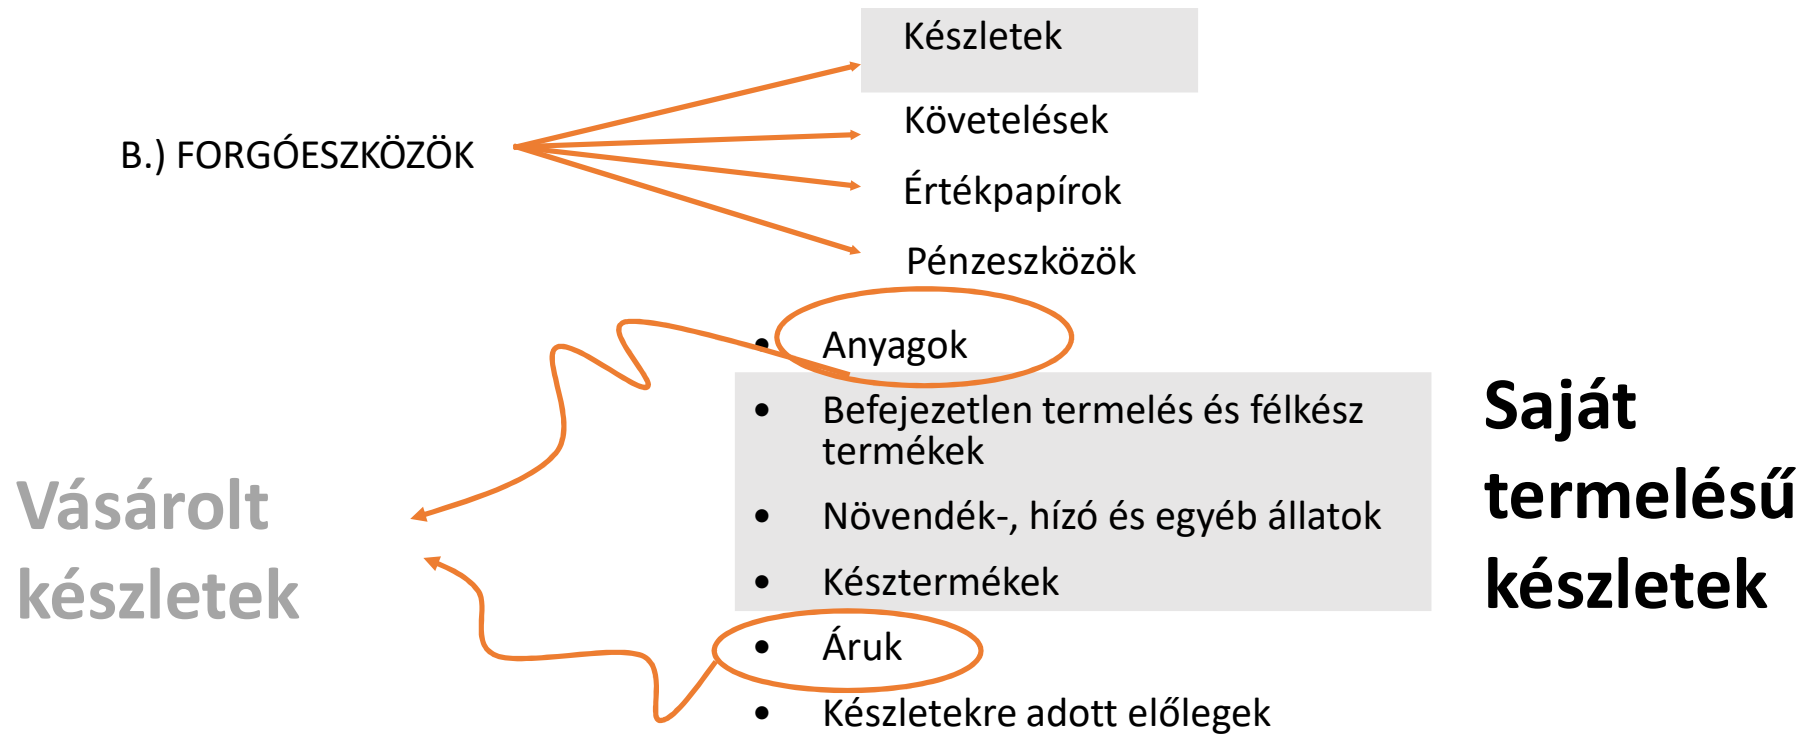 Készletek
B.) FORGÓESZKÖZÖK
Követelések
Értékpapírok
Pénzeszközök
• Anyagok
• Befejezetlen termelés és félkész
termékek
• Növendék-, hízó és egyéb állatok
• Késztermékek
• Áruk
• Készletekre adott előlegek
Vásárolt
készletek
Saját
termelésű
készletek